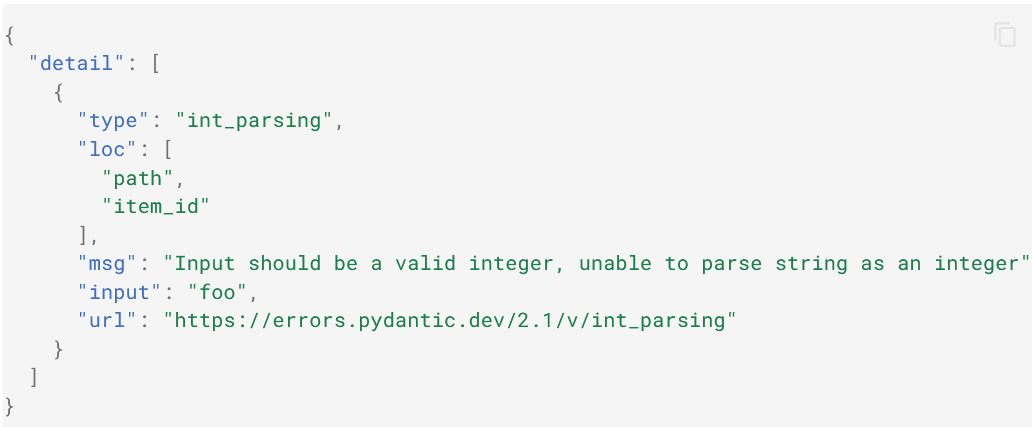 {
  "detail": [
    {
      "type": "int_parsing",
      "loc": [
        "path",
        "item_id"
      ],
      "msg": "Input should be a valid integer, unable to parse string as an integer"
      "input": "foo",
      "url": "https://errors.pydantic.dev/2.1/v/int_parsing"
    }
  ]
}